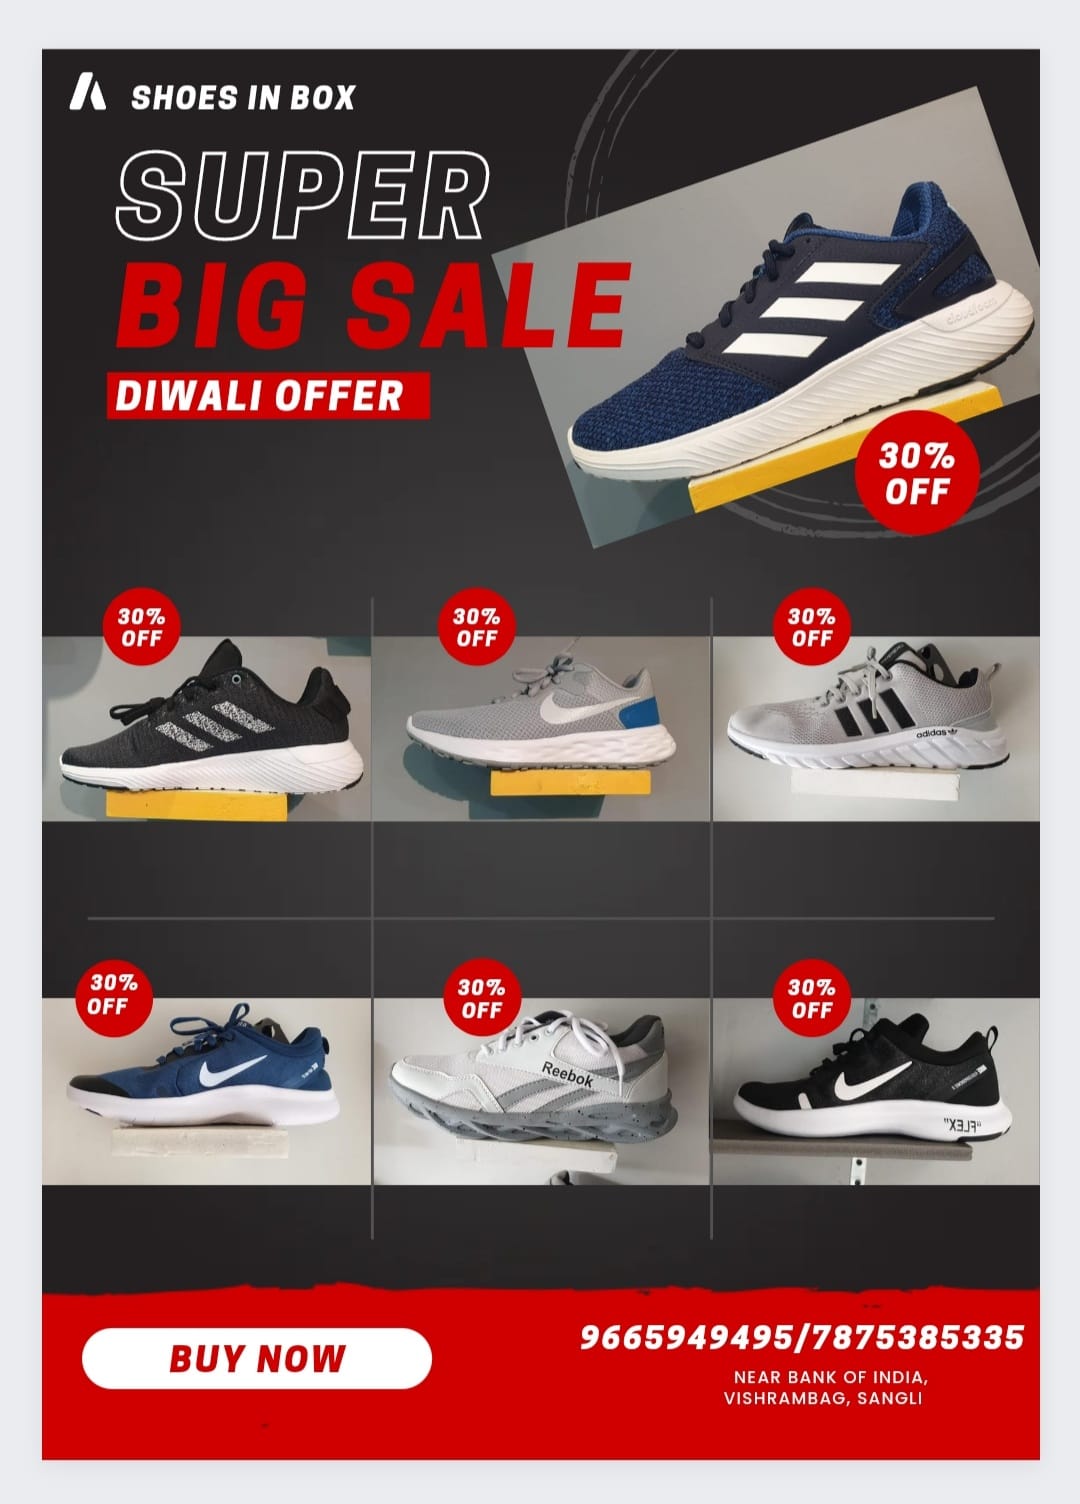 SHOES IN BOX
SUPER
BIG SALE
DIWALI OFFER
cloudfoam
30%
OFF
30%
OFF
30%
OFF
30%
OFF
adidas
30%
OFF
30%
OFF
30%
OFF
Reebok
"FLEX"
BUY NOW
9665949495/7875385335
NEAR BANK OF INDIA,
VISHRAMBAG, SANGLI